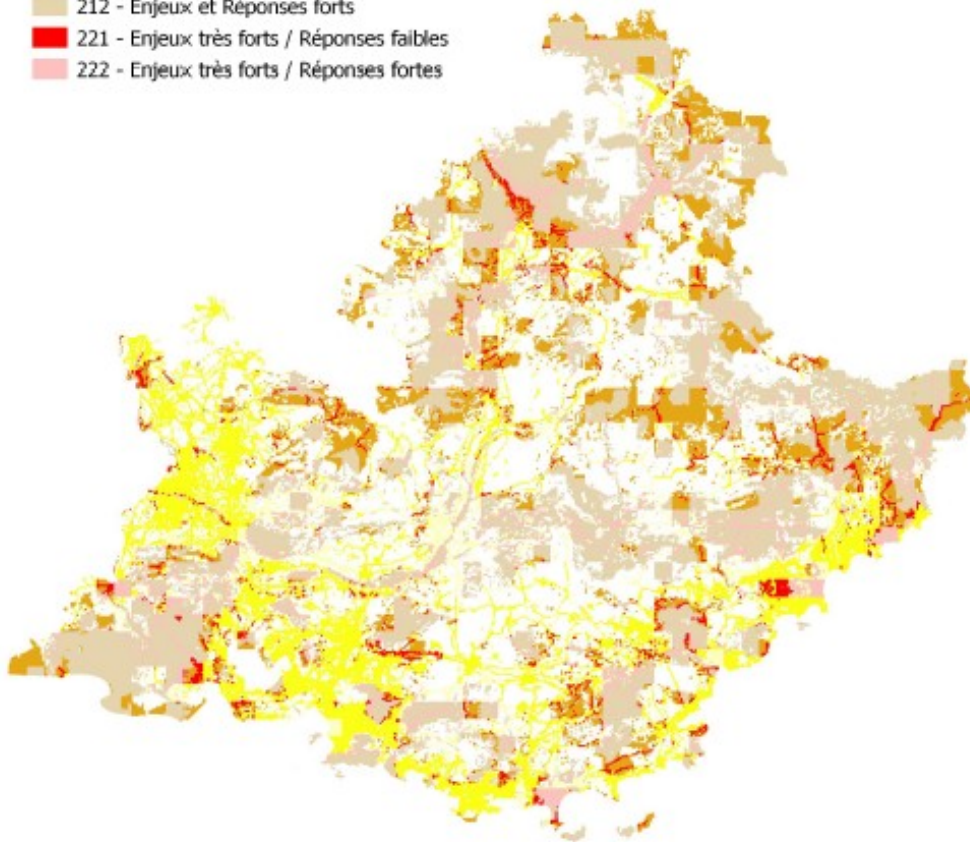 212 - Enjeux et Réponses forts
221 - Enjeux très forts / Réponses faibles
222 - Enjeux très forts / Réponses fortes